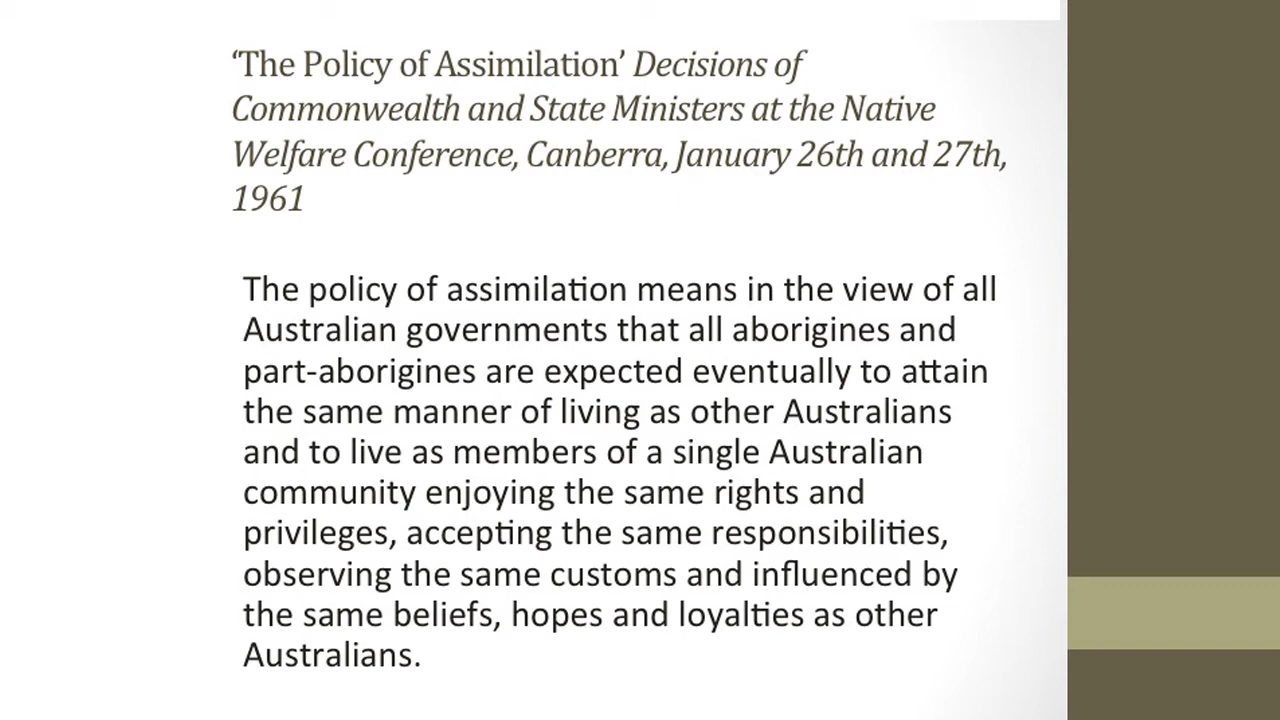 ‘The Policy of Assimilation’ Decisions of
Commonwealth and State Ministers at the Native
Welfare Conference, Canberra, January 26th and 27th,
1961
The policy of assimilation means in the view of all
Australian governments that all aborigines and
part-aborigines are expected eventually to attain
the same manner of living as other Australians
and to live as members of a single Australian
community enjoying the same rights and
privileges, accepting the same responsibilities,
observing the same customs and influenced by
the same beliefs, hopes and loyalties as other
Australians.